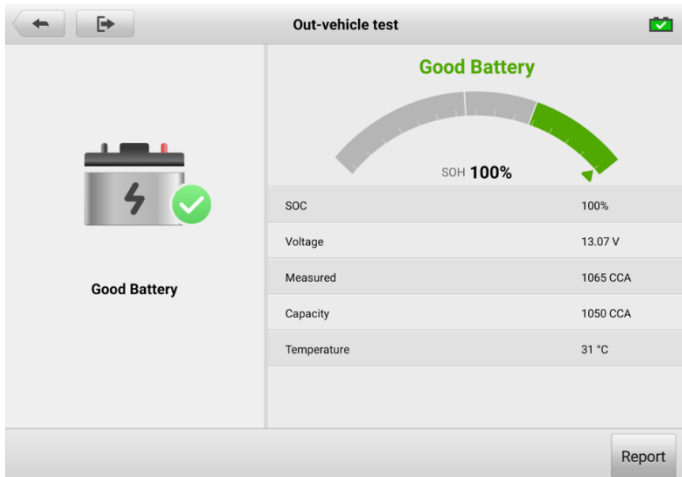 Out-vehicle test
Good Battery
SOH 100%
SOC 100%
Voltage 13.07 V
Measured 1065 CCA
Good Battery
Capacity 1050 CCA
Temperature 31 °C
Report